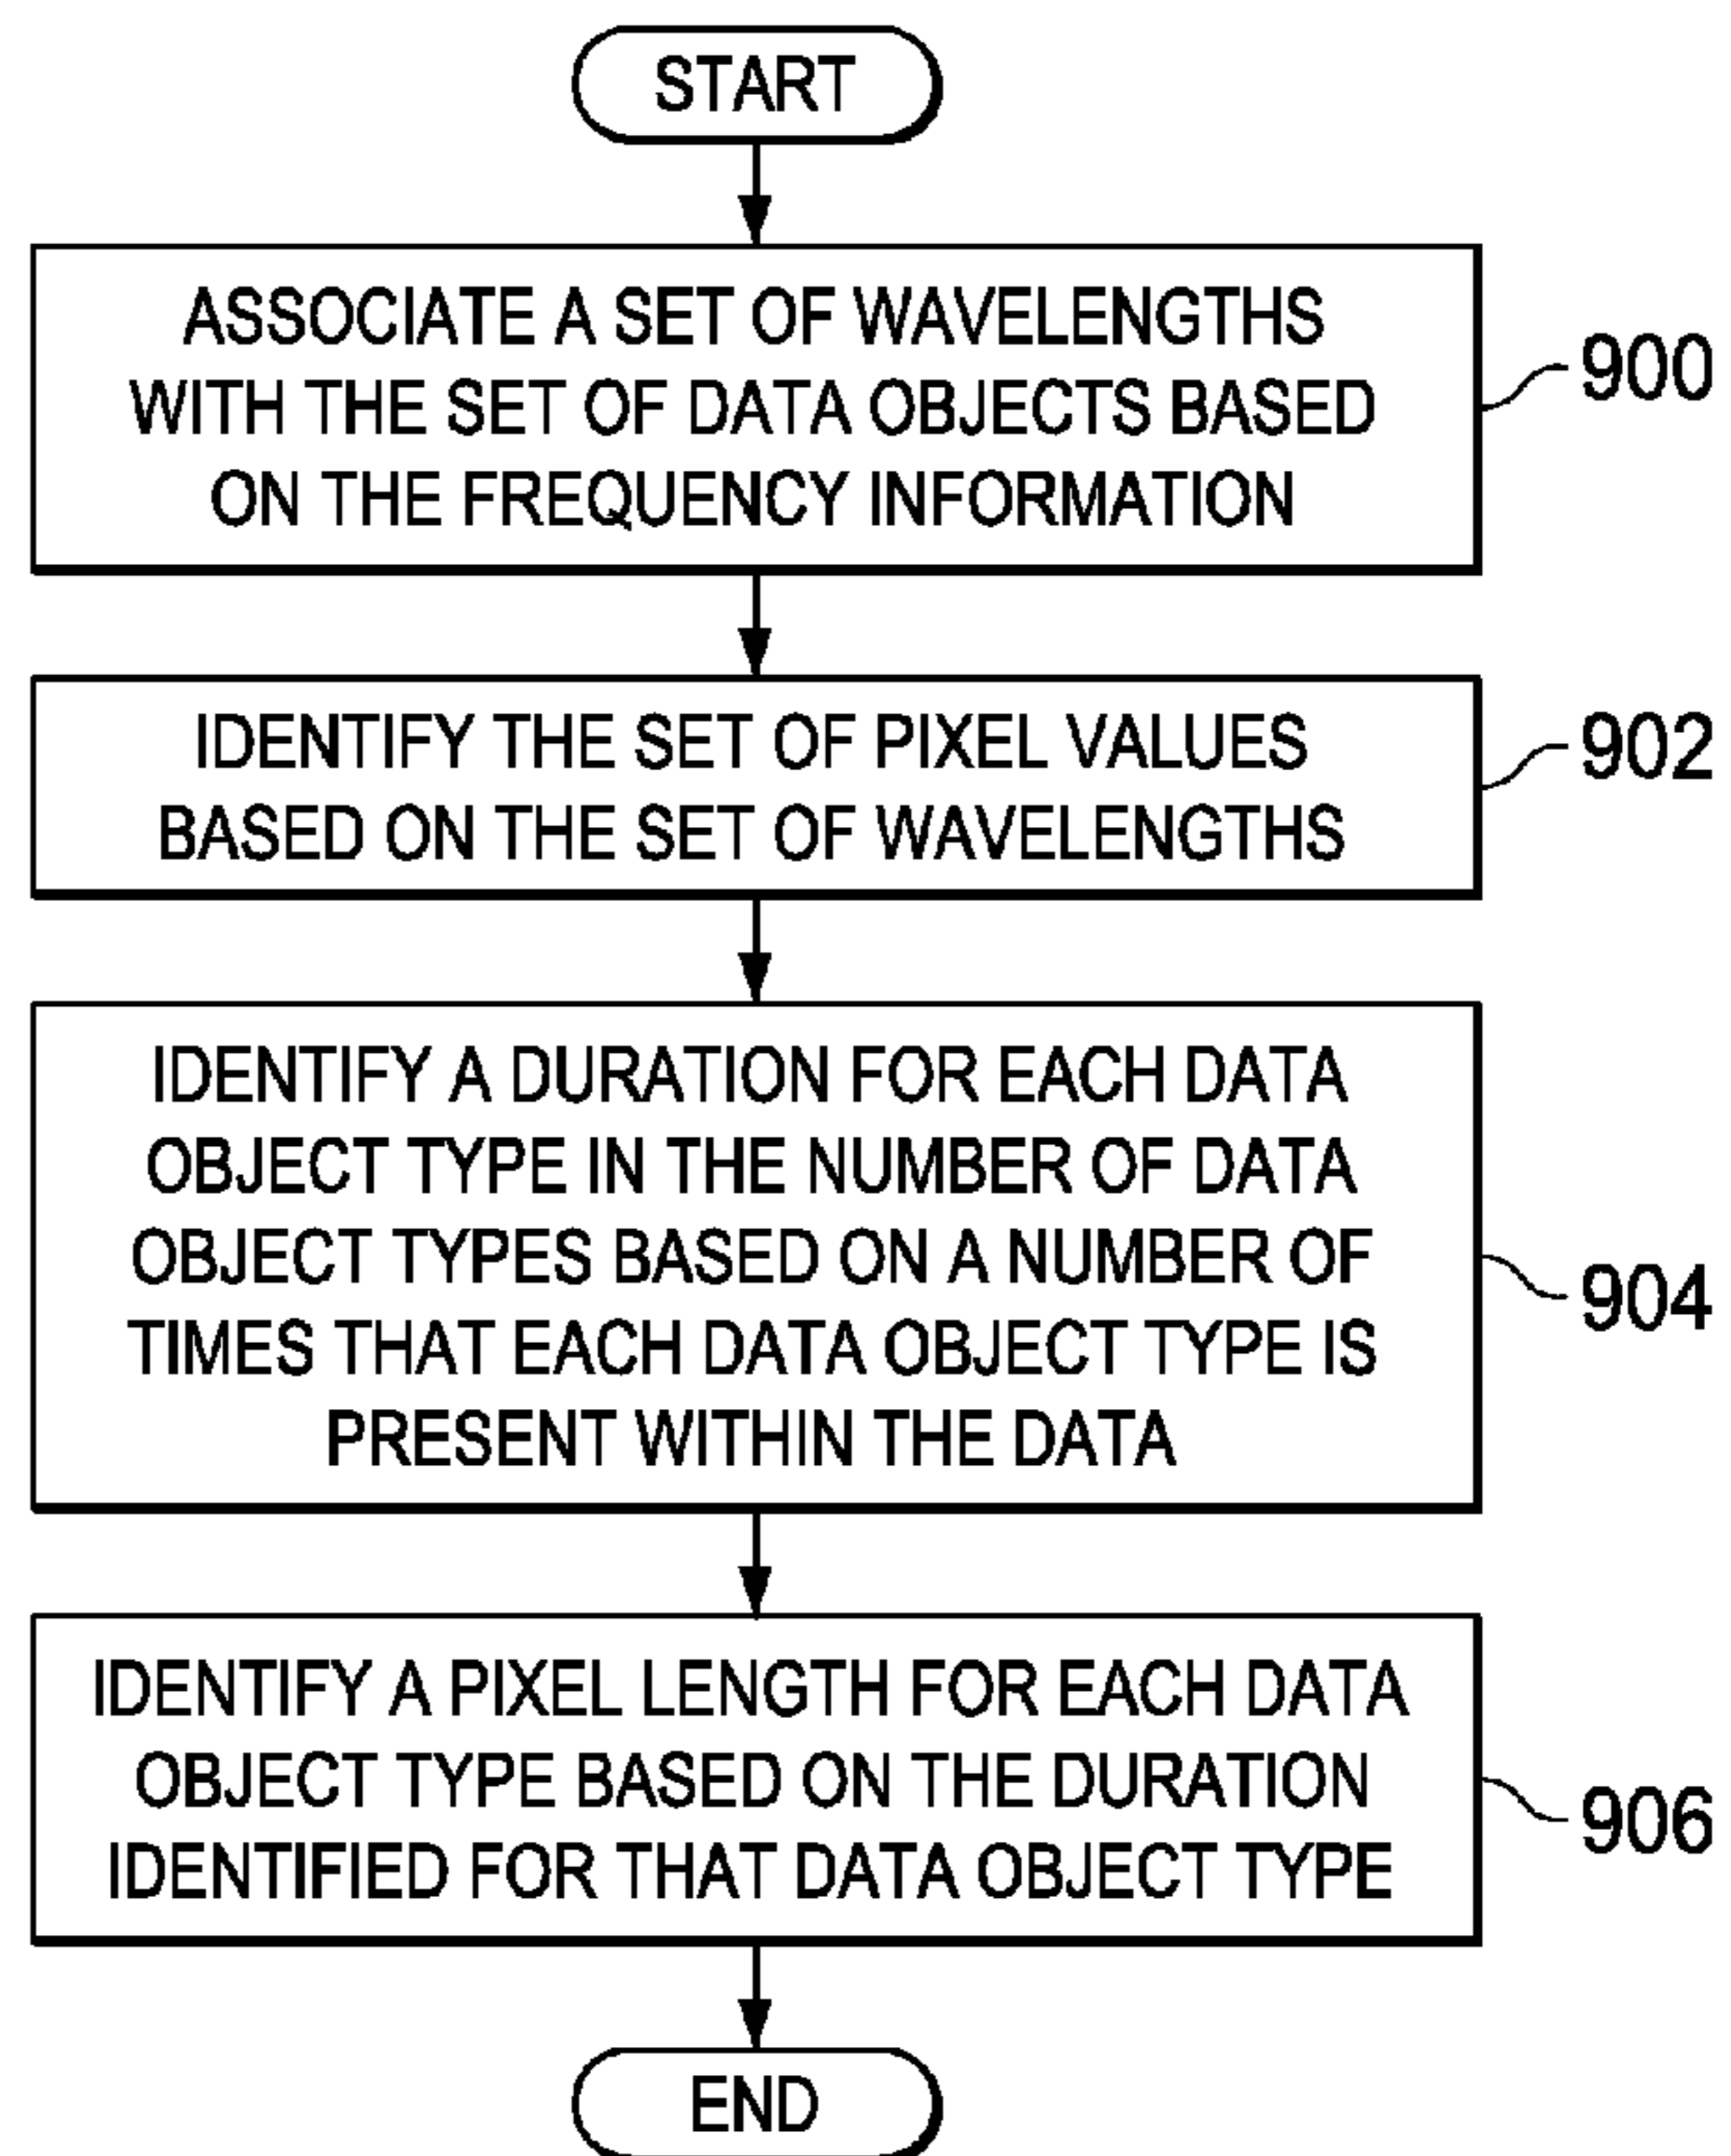 START
ASSOCIATE A SET OF WAVELENGTHS
WITH THE SET OF DATA OBJECTS BASED
ON THE FREQUENCY INFORMATION
900
IDENTIFY THE SET OF PIXEL VALUES
BASED ON THE SET OF WAVELENGTHS
902
IDENTIFY A DURATION FOR EACH DATA
OBJECT TYPE IN THE NUMBER OF DATA
OBJECT TYPES BASED ON A NUMBER OF
TIMES THAT EACH DATA OBJECT TYPE IS
PRESENT WITHIN THE DATA
904
IDENTIFY A PIXEL LENGTH FOR EACH DATA
OBJECT TYPE BASED ON THE DURATION
IDENTIFIED FOR THAT DATA OBJECT TYPE
906
END